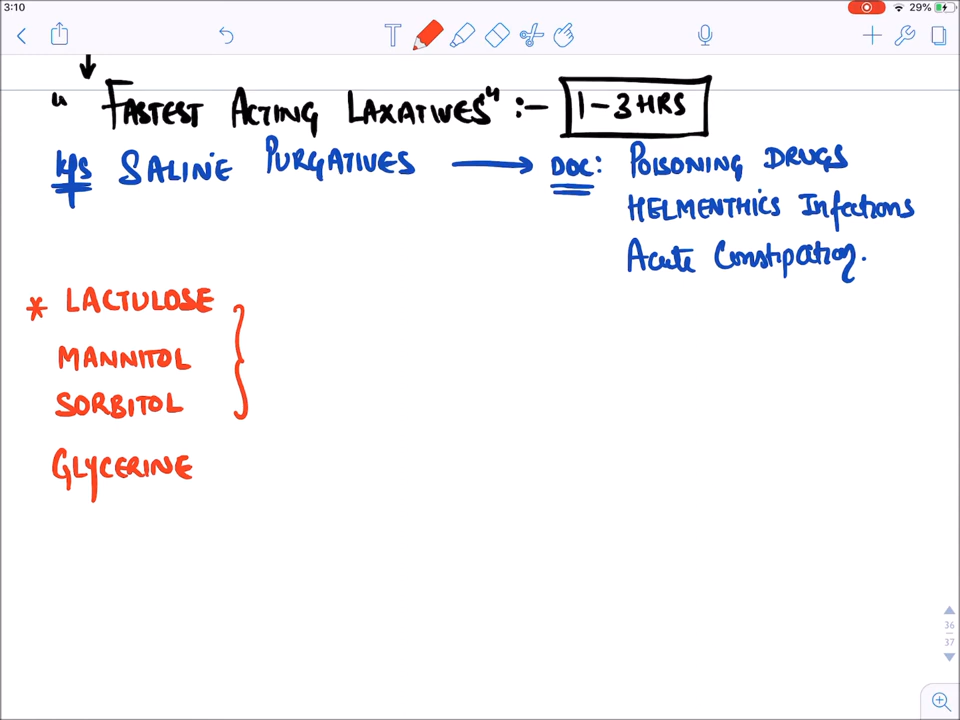 3:10
29%
T
" FASTEST ACTING LAXATIVES" :- 1-3 HRS
k/s SALINE PURGATIVES → DOC: POISONING DRUGS
HELMENTHICS Infections
Acute Constipation.
* LACTULOSE
MANNITOL
SORBITOL
GLYCERINE
36
37